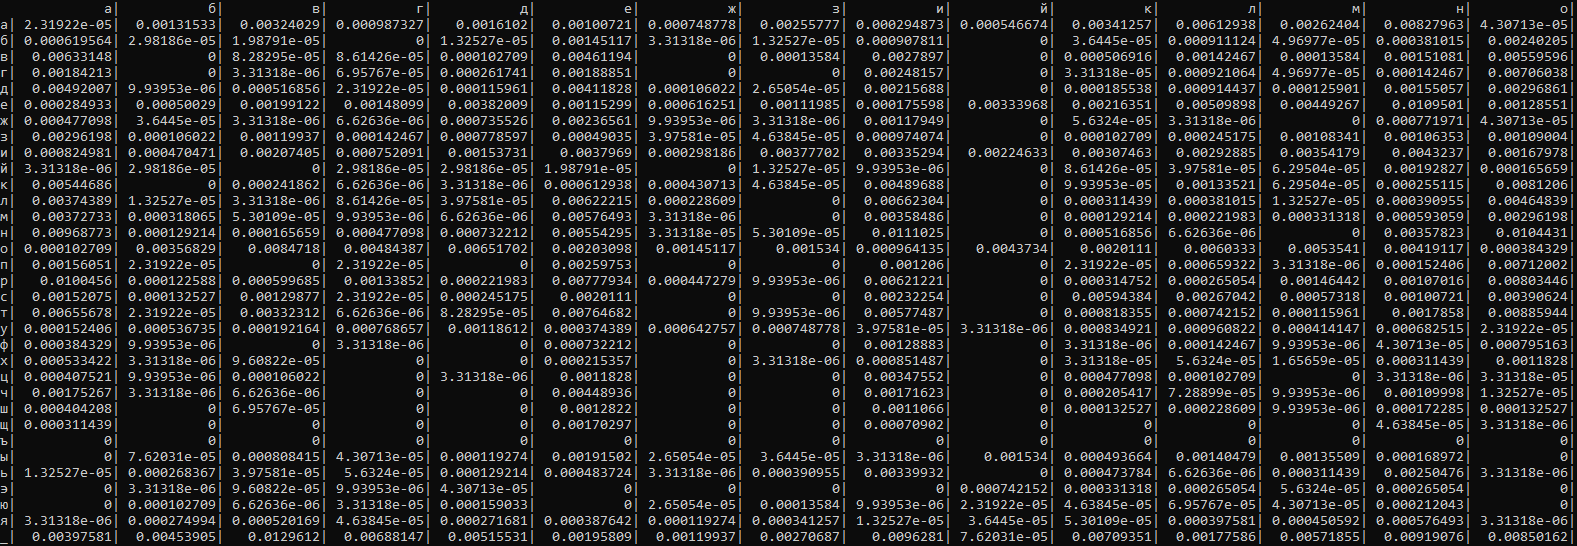 а| б| в| г| д| е| ж| з| и| й| к| л| м| н| о|
а| 2.31922e-05| 0.00131533| 0.00324029| 0.000987327| 0.0016102| 0.00100721| 0.000748778| 0.00255777| 0.000294873| 0.000546674| 0.00341257| 0.00612938| 0.00262404| 0.00827963| 4.30713e-05|
б| 0.000619564| 2.98186e-05| 1.98791e-05| 0| 1.32527e-05| 0.00145117| 3.31318e-06| 1.32527e-05| 0.000907811| 0| 3.6445e-05| 0.000911124| 4.96977e-05| 0.000381015| 0.00240205|
в| 0.00633148| 0| 8.28295e-05| 8.61426e-05| 0.000102709| 0.00461194| 0| 0.00013584| 0.0027897| 0| 0.000506916| 0.00142467| 0.00013584| 0.00151081| 0.00559596|
г| 0.00184213| 0| 3.31318e-06| 6.95767e-05| 0.000261741| 0.00188851| 0| 0| 0.00248157| 0| 3.31318e-05| 0.000921064| 4.96977e-05| 0.000142467| 0.00706038|
д| 0.00492007| 9.93953e-06| 0.000516856| 2.31922e-05| 0.000115961| 0.00411828| 0.000106022| 2.65054e-05| 0.00215688| 0| 0.000185538| 0.000914437| 0.000125901| 0.00155057| 0.00296861|
е| 0.000284933| 0.00050029| 0.00199122| 0.00148099| 0.00382009| 0.00115299| 0.000616251| 0.00111985| 0.000175598| 0.00333968| 0.00216351| 0.00509898| 0.00449267| 0.0109501| 0.00128551|
ж| 0.000477098| 3.6445e-05| 3.31318e-06| 6.62636e-06| 0.000735526| 0.00236561| 9.93953e-06| 3.31318e-06| 0.00117949| 0| 5.6324e-05| 3.31318e-06| 0| 0.000771971| 4.30713e-05|
з| 0.00296198| 0.000106022| 0.00119937| 0.000142467| 0.000778597| 0.00049035| 3.97581e-05| 4.63845e-05| 0.000974074| 0| 0.000102709| 0.000245175| 0.00108341| 0.00106353| 0.00109004|
и| 0.000824981| 0.000470471| 0.00207405| 0.000752091| 0.00153731| 0.0037969| 0.000298186| 0.00377702| 0.00335294| 0.00224633| 0.00307463| 0.00292885| 0.00354179| 0.0043237| 0.00167978|
й| 3.31318e-06| 2.98186e-05| 0| 2.98186e-05| 2.98186e-05| 1.98791e-05| 0| 1.32527e-05| 9.93953e-06| 0| 8.61426e-05| 3.97581e-05| 6.29504e-05| 0.00192827| 0.000165659|
к| 0.00544686| 0| 0.000241862| 6.62636e-06| 3.31318e-06| 0.000612938| 0.000430713| 4.63845e-05| 0.00489688| 0| 9.93953e-05| 0.00133521| 6.29504e-05| 0.000255115| 0.0081206|
л| 0.00374389| 1.32527e-05| 3.31318e-06| 8.61426e-05| 3.97581e-05| 0.00622215| 0.000228609| 0| 0.00662304| 0| 0.000311439| 0.000381015| 1.32527e-05| 0.000390955| 0.00464839|
м| 0.00372733| 0.000318065| 5.30109e-05| 9.93953e-06| 6.62636e-06| 0.00576493| 3.31318e-06| 0| 0.00358486| 0| 0.000129214| 0.000221983| 0.000331318| 0.000593059| 0.00296198|
н| 0.00968773| 0.000129214| 0.000165659| 0.000477098| 0.000732212| 0.00554295| 3.31318e-05| 5.30109e-05| 0.0111025| 0| 0.000516856| 6.62636e-06| 0| 0.00357823| 0.0104431|
о| 0.000102709| 0.00356829| 0.0084718| 0.00484387| 0.00651702| 0.00203098| 0.00145117| 0.001534| 0.000964135| 0.0043734| 0.0020111| 0.0060333| 0.0053541| 0.00419117| 0.000384329|
п| 0.00156051| 2.31922e-05| 0| 2.31922e-05| 0| 0.00259753| 0| 0| 0.001206| 0| 2.31922e-05| 0.000659322| 3.31318e-06| 0.000152406| 0.00712002|
р| 0.0100456| 0.000122588| 0.000599685| 0.00133852| 0.000221983| 0.00777934| 0.000447279| 9.93953e-06| 0.00621221| 0| 0.000314752| 0.000265054| 0.00146442| 0.00107016| 0.00803446|
с| 0.00152075| 0.000132527| 0.00129877| 2.31922e-05| 0.000245175| 0.0020111| 0| 0| 0.00232254| 0| 0.00594384| 0.00267042| 0.00057318| 0.00100721| 0.00390624|
т| 0.00655678| 2.31922e-05| 0.00332312| 6.62636e-06| 8.28295e-05| 0.00764682| 0| 9.93953e-06| 0.00577487| 0| 0.000818355| 0.000742152| 0.000115961| 0.0017858| 0.00885944|
у| 0.000152406| 0.000536735| 0.000192164| 0.000768657| 0.00118612| 0.000374389| 0.000642757| 0.000748778| 3.97581e-05| 3.31318e-06| 0.000834921| 0.000960822| 0.000414147| 0.000682515| 2.31922e-05|
ф| 0.000384329| 9.93953e-06| 0| 3.31318e-06| 0| 0.000732212| 0| 0| 0.00128883| 0| 3.31318e-06| 0.000142467| 9.93953e-06| 4.30713e-05| 0.000795163|
х| 0.000533422| 3.31318e-06| 9.60822e-05| 0| 0| 0.000215357| 0| 3.31318e-06| 0.000851487| 0| 3.31318e-05| 5.6324e-05| 1.65659e-05| 0.000311439| 0.0011828|
ц| 0.000407521| 9.93953e-06| 0.000106022| 0| 3.31318e-06| 0.0011828| 0| 0| 0.00347552| 0| 0.000477098| 0.000102709| 0| 3.31318e-06| 3.31318e-05|
ч| 0.00175267| 3.31318e-06| 6.62636e-06| 0| 0| 0.00448936| 0| 0| 0.00171623| 0| 0.000205417| 7.28899e-05| 9.93953e-06| 0.00109998| 1.32527e-05|
ш| 0.000404208| 0| 6.95767e-05| 0| 0| 0.0012822| 0| 0| 0.0011066| 0| 0.000132527| 0.000228609| 9.93953e-06| 0.000172285| 0.000132527|
щ| 0.000311439| 0| 0| 0| 0| 0.00170297| 0| 0| 0.00070902| 0| 0| 0| 0| 4.63845e-05| 3.31318e-06|
ъ| 0| 0| 0| 0| 0| 0| 0| 0| 0| 0| 0| 0| 0| 0| 0|
ы| 0| 7.62031e-05| 0.000808415| 4.30713e-05| 0.000119274| 0.00191502| 2.65054e-05| 3.6445e-05| 3.31318e-06| 0.001534| 0.000493664| 0.00140479| 0.00135509| 0.000168972| 0|
ь| 1.32527e-05| 0.000268367| 3.97581e-05| 5.6324e-05| 0.000129214| 0.000483724| 3.31318e-06| 0.000390955| 0.00339932| 0| 0.000473784| 6.62636e-06| 0.000311439| 0.00250476| 3.31318e-06|
э| 0| 3.31318e-06| 9.60822e-05| 9.93953e-06| 4.30713e-05| 0| 0| 0| 0| 0.000742152| 0.000331318| 0.000265054| 5.6324e-05| 0.000265054| 0|
ю| 0| 0.000102709| 6.62636e-06| 3.31318e-05| 0.000159033| 0| 2.65054e-05| 0.00013584| 9.93953e-06| 2.31922e-05| 4.63845e-05| 6.95767e-05| 4.30713e-05| 0.000212043| 0|
я| 3.31318e-06| 0.000274994| 0.000520169| 4.63845e-05| 0.000271681| 0.000387642| 0.000119274| 0.000341257| 1.32527e-05| 3.6445e-05| 5.30109e-05| 0.000397581| 0.000450592| 0.000576493| 3.31318e-06|
_| 0.00397581| 0.00453905| 0.0129612| 0.00688147| 0.00515531| 0.00195809| 0.00119937| 0.00270687| 0.0096281| 7.62031e-05| 0.00709351| 0.00177586| 0.00571855| 0.00919076| 0.00850162|